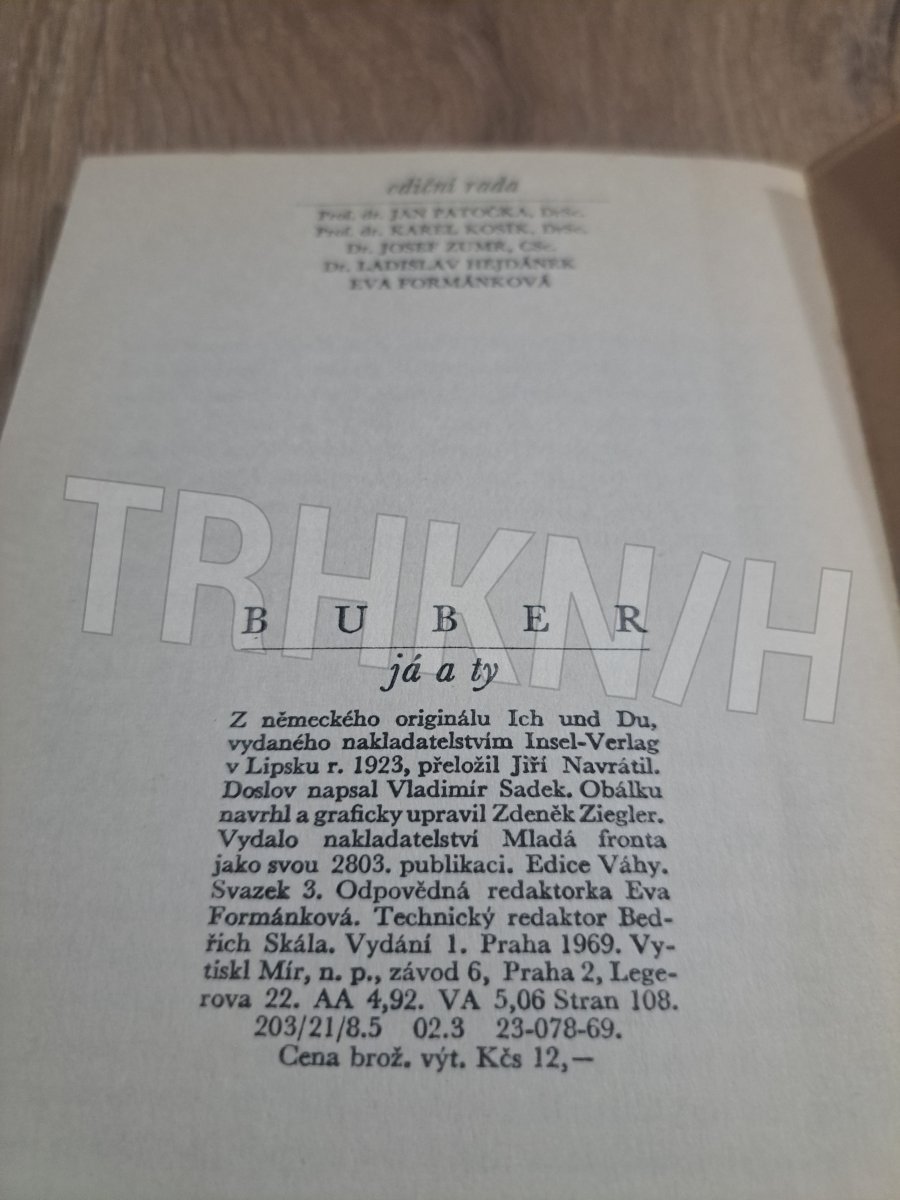 ediční rada
Prof. dr. JAN PATOČKA, DrSc.
Prof. dr. KAREL KOSÍK, DrSc.
Dr. JOSEF ZUMR, CSc.
Dr. LADISLAV HEJDÁNEK
EVA FORMÁNKOVÁ
TRHKN/H
BUBER
já a ty
Z německého originálu Ich und Du,
vydaného nakladatelstvím Insel-Verlag
v Lipsku r. 1923, přeložil Jiří Navrátil.
Doslov napsal Vladimír Sadek. Obálku
navrhl a graficky upravil Zdeněk Ziegler.
Vydalo nakladatelství Mladá fronta
jako svou 2803. publikaci. Edice Váhy.
Svazek 3. Odpovědná redaktorka Eva
Formánková. Technický redaktor Bed-
řich Skála. Vydání 1. Praha 1969. Vy-
tiskl Mír, n. p., závod 6, Praha 2, Lege-
rova 22. AA 4,92. VA 5,06 Stran 108.
203/21/8.5 02.3 23-078-69.
Cena brož. výt. Kčs 12,—